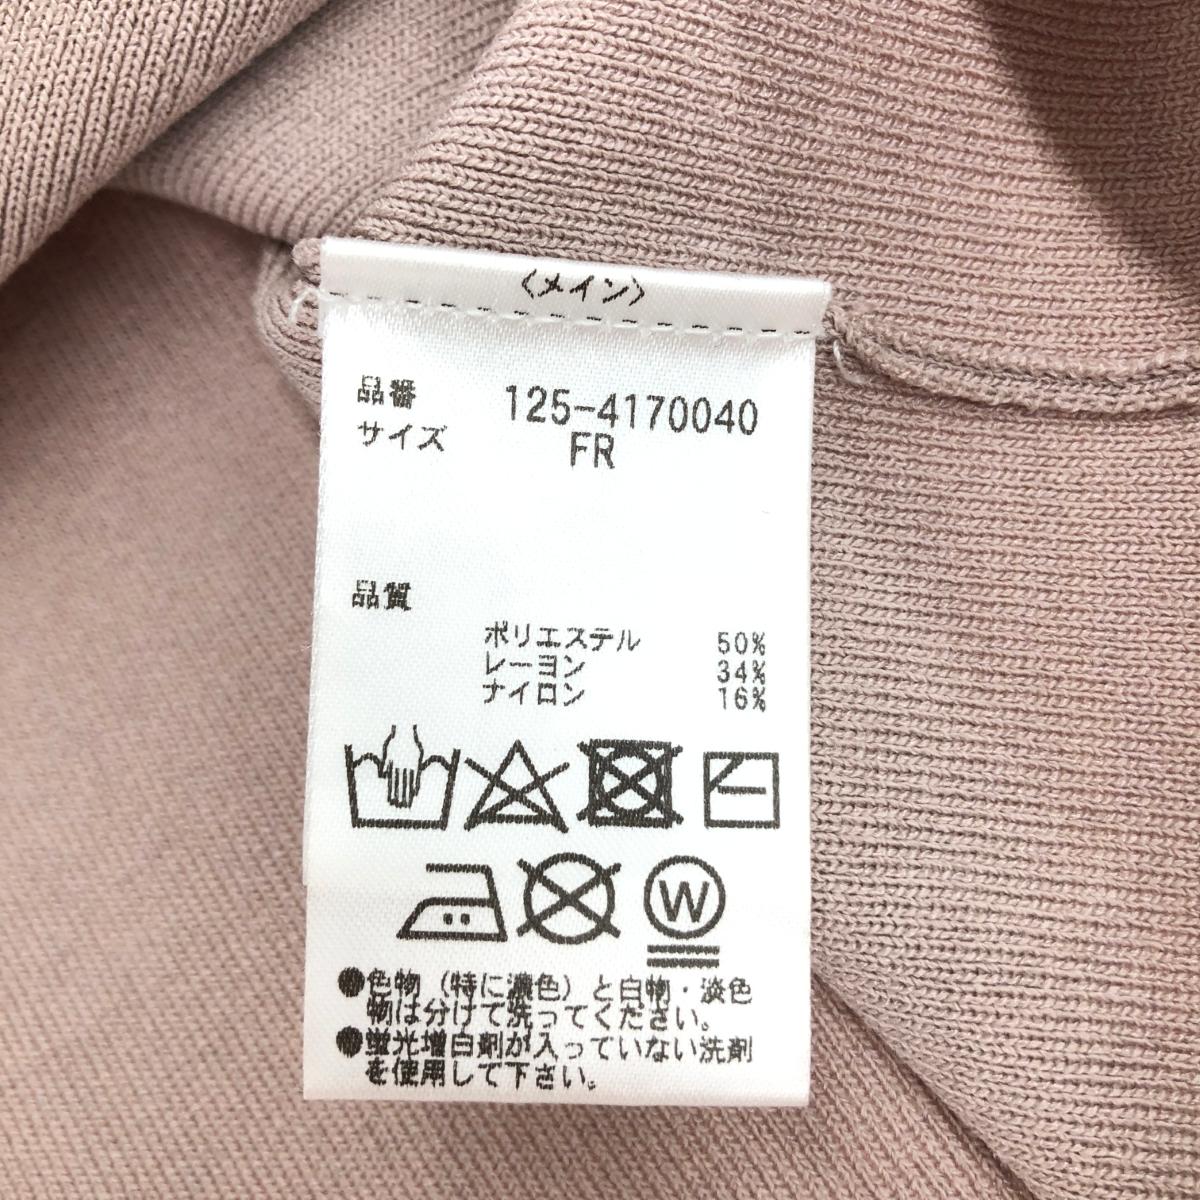 〈メイン〉
品番 125-4170040
サイズ FR
品質
ポリエステル 50%
レーヨン 34%
ナイロン 16%
W
●色物（特に濃色）と白物・淡色
物は分けて洗ってください。
●蛍光増白剤が入っていない洗剤
を使用して下さい。